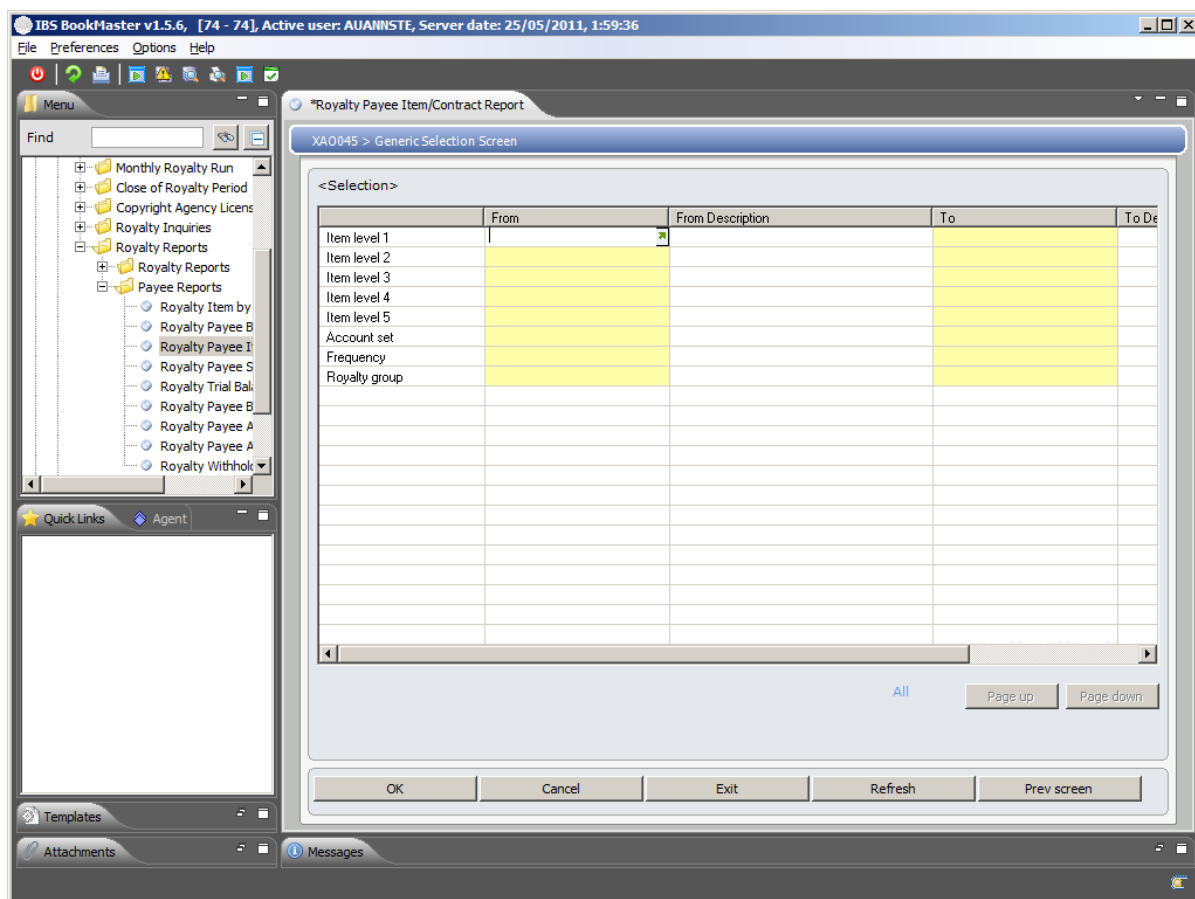 IBS BookMaster v1.5.6, [74 - 74], Active user: AUANNSTE, Server date: 25/05/2011, 1:59:36
File Preferences Options Help
Menu
Find
Monthly Royalty Run
Close of Royalty Period
Copyright Agency Licens
Royalty Inquiries
Royalty Reports
Royalty Reports
Payee Reports
Royalty Item by
Royalty Payee B
Royalty Payee I
Royalty Payee S
Royalty Trial Bala
Royalty Payee B
Royalty Payee A
Royalty Payee A
Royalty Withhold
Quick Links Agent
Templates
Attachments
*Royalty Payee Item/Contract Report
XAO045 > Generic Selection Screen
<Selection>
From From Description To To De
Item level 1
Item level 2
Item level 3
Item level 4
Item level 5
Account set
Frequency
Royalty group
All Page up Page down
OK Cancel Exit Refresh Prev screen
Messages